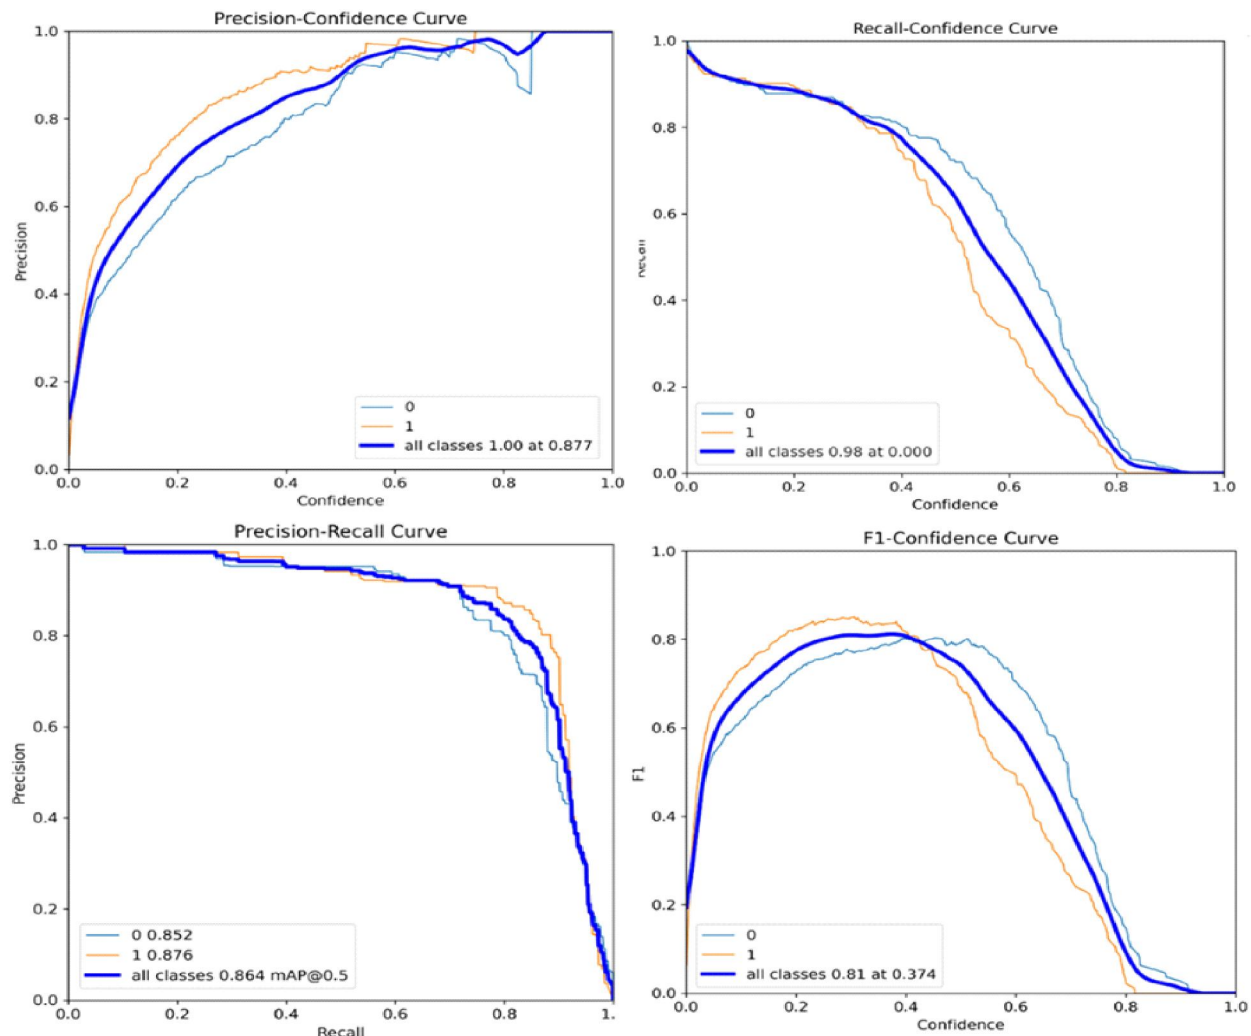 Precision-Confidence Curve
1.0
0.8
0.6
0.4
0.2
0.0
Precision
0.0 0.2 0.4 0.6 0.8 1.0
Confidence
0
1
all classes 1.00 at 0.877
Recall-Confidence Curve
1.0
0.8
0.6
0.4
0.2
0.0
Recall
0.0 0.2 0.4 0.6 0.8 1.0
Confidence
0
1
all classes 0.98 at 0.000
Precision-Recall Curve
1.0
0.8
0.6
0.4
0.2
0.0
Precision
0.0 0.2 0.4 0.6 0.8 1.
Recall
0 0.852
1 0.876
all classes 0.864 mAP@0.5
F1-Confidence Curve
1.0
0.8
0.6
0.4
0.2
0.0
F1
0.0 0.2 0.4 0.6 0.8 1.0
Confidence
0
1
all classes 0.81 at 0.374